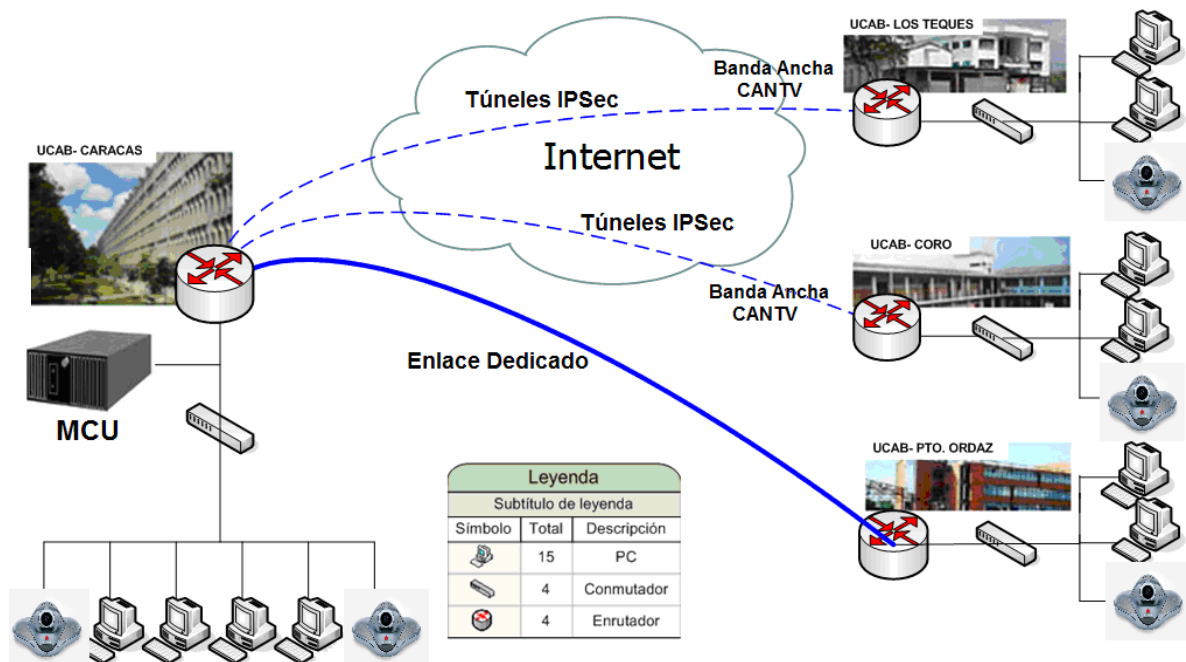 UCAB- LOS TEQUES
Banda Ancha
CANTV
Túneles IPSec
Internet
UCAB- CARACAS
Túneles IPSec
UCAB- CORO
Banda Ancha
CANTV
Enlace Dedicado
MCU
UCAB- PTO. ORDAZ
Leyenda
Subtítulo de leyenda
Símbolo Total Descripción
15 PC
4 Conmutador
4 Enrutador